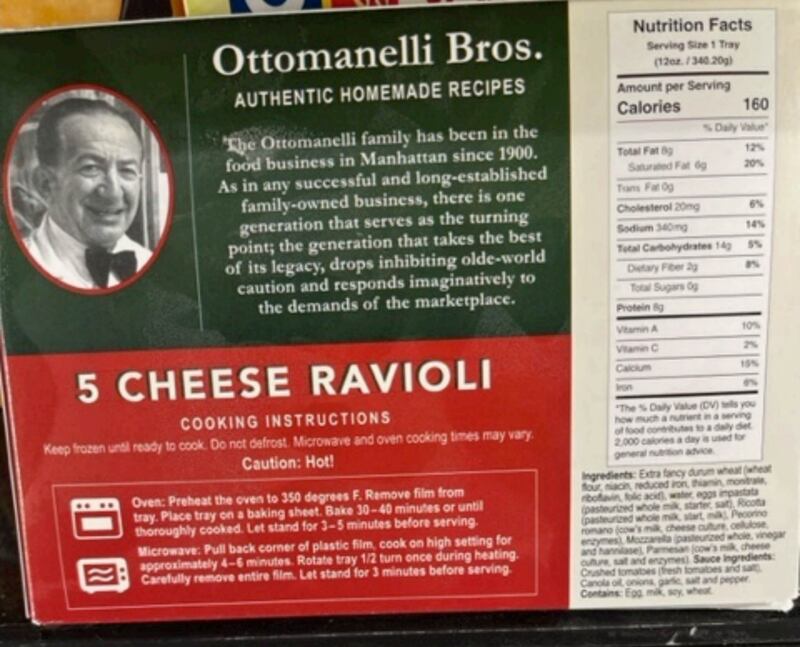 Ottomanelli Bros.
AUTHENTIC HOMEMADE RECIPES
The Ottomanelli family has been in the
food business in Manhattan since 1900.
As in any successful and long-established
family-owned business, there is one
generation that serves as the turning
point; the generation that takes the best
of its legacy, drops inhibiting olde-world
caution and responds imaginatively to
the demands of the marketplace.
5 CHEESE RAVIOLI
COOKING INSTRUCTIONS
Keep frozen until ready to cook. Do not defrost. Microwave and oven cooking times may vary.
Caution: Hot!
Oven: Preheat the oven to 350 degrees F. Remove film from
tray. Place tray on a baking sheet. Bake 30–40 minutes or until
thoroughly cooked. Let stand for 3–5 minutes before serving.
Microwave: Pull back corner of plastic film, cook on high setting for
approximately 4–6 minutes. Rotate tray 1/2 turn once during heating.
Carefully remove entire film. Let stand for 3 minutes before serving.
Nutrition Facts
Serving Size 1 Tray
(12oz. / 340.20g)
Amount per Serving
Calories 160
% Daily Value*
Total Fat 8g 12%
Saturated Fat 6g 20%
Trans Fat 0g
Cholesterol 20mg 6%
Sodium 340mg 14%
Total Carbohydrates 14g 5%
Dietary Fiber 2g 8%
Total Sugars 0g
Protein 8g
Vitamin A 10%
Vitamin C 2%
Calcium 15%
Iron 6%
*The % Daily Value (DV) tells you
how much a nutrient in a serving
of food contributes to a daily diet.
2,000 calories a day is used for
general nutrition advice.
Ingredients: Extra fancy durum wheat (wheat
flour, niacin, reduced iron, thiamin, monitrate,
riboflavin, folic acid), water, eggs impastata
(pasteurized whole milk, starter, salt), Ricotta
(pasteurized whole milk, start, milk), Pecorino
romano (cow's milk, cheese culture, cellulose,
enzymes), Mozzarella (pasteurized whole, vinegar
and hannilase), Parmesan (cow's milk, cheese
culture, salt and enzymes). Sauce Ingredients:
Crushed tomatoes (fresh tomatoes and salt),
Canola oil, onions, garlic, salt and pepper.
Contains: Egg, milk, soy, wheat.